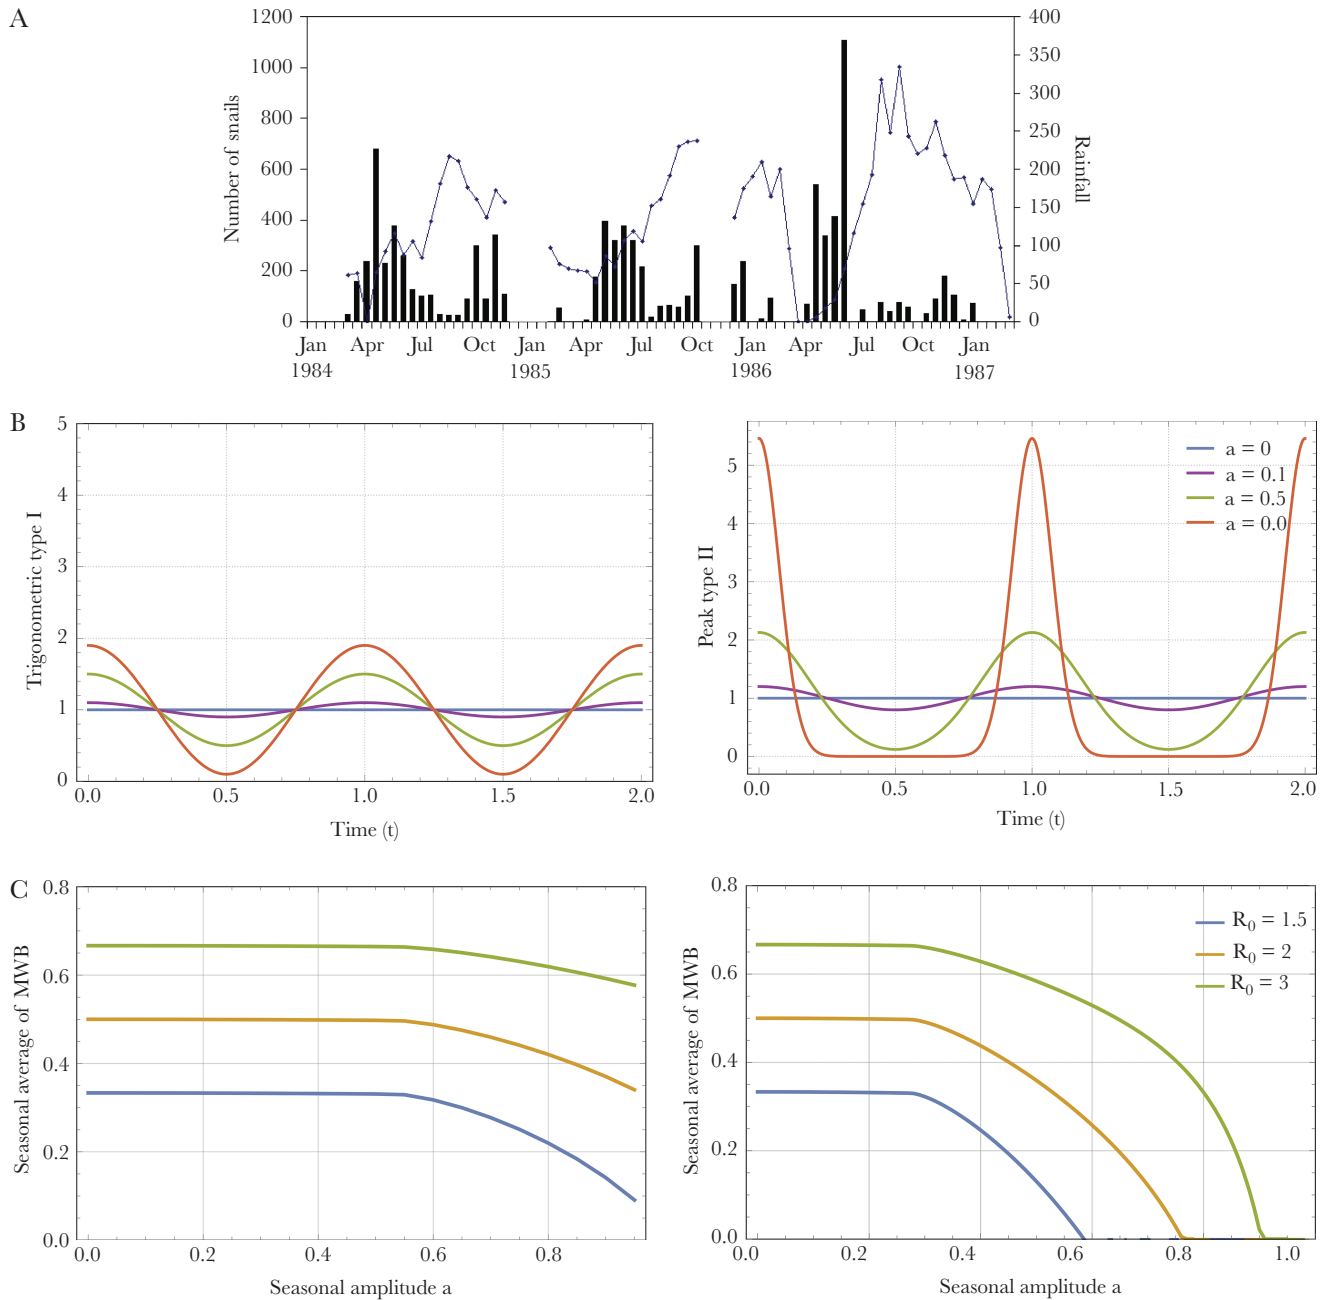 A
Number of snails
1200
1000
800
600
400
200
0
400
350
300
250
200
150
100
50
0
Rainfall
Jan Apr Jul Oct Jan Apr Jul Oct Jan Apr Jul Oct Jan
1984 1985 1986 1987
B
Trigonometric type I
5
4
3
2
1
0
0.0 0.5 1.0 1.5 2.0
Time (t)
Peak type II
5
4
3
2
1
0
a = 0
a = 0.1
a = 0.5
a = 0.0
0.0 0.5 1.0 1.5 2.0
Time (t)
C
Seasonal average of MWB
0.8
0.6
0.4
0.2
0.0
0.0 0.2 0.4 0.6 0.8
Seasonal amplitude a
Seasonal average of MWB
0.8
0.6
0.4
0.2
0.0
R0 = 1.5
R0 = 2
R0 = 3
0.0 0.2 0.4 0.6 0.8 1.0
Seasonal amplitude a